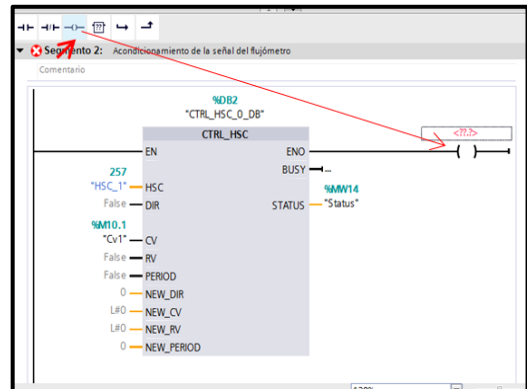 ??
Segmento 2: Acondicionamiento de la señal del flujómetro
Comentario
%DB2
"CTRL_HSC_0_DB"
CTRL_HSC
<??.?>
EN ENO
257 BUSY ...
"HSC_1" HSC %MW14
False DIR STATUS "Status"
%M10.1
"Cv1" CV
False RV
False PERIOD
0 NEW_DIR
L#0 NEW_CV
L#0 NEW_RV
0 NEW_PERIOD